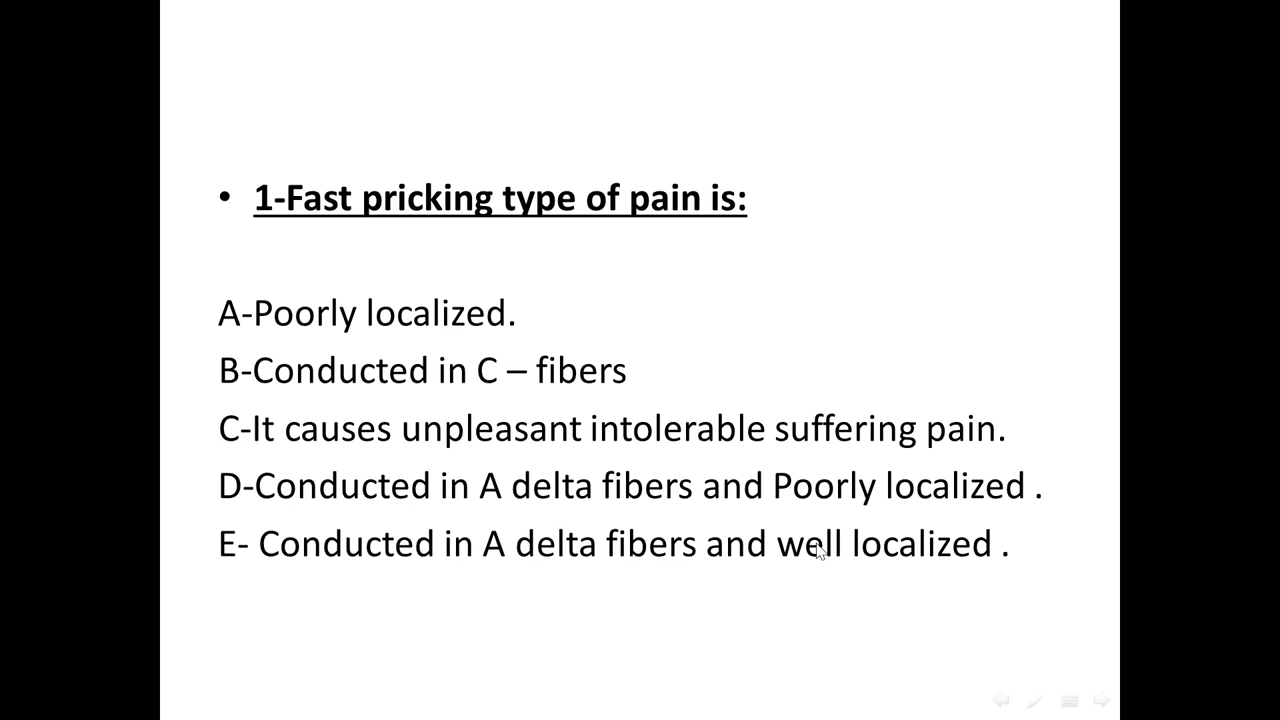 • 1-Fast pricking type of pain is:
A-Poorly localized.
B-Conducted in C – fibers
C-It causes unpleasant intolerable suffering pain.
D-Conducted in A delta fibers and Poorly localized .
E- Conducted in A delta fibers and well localized .